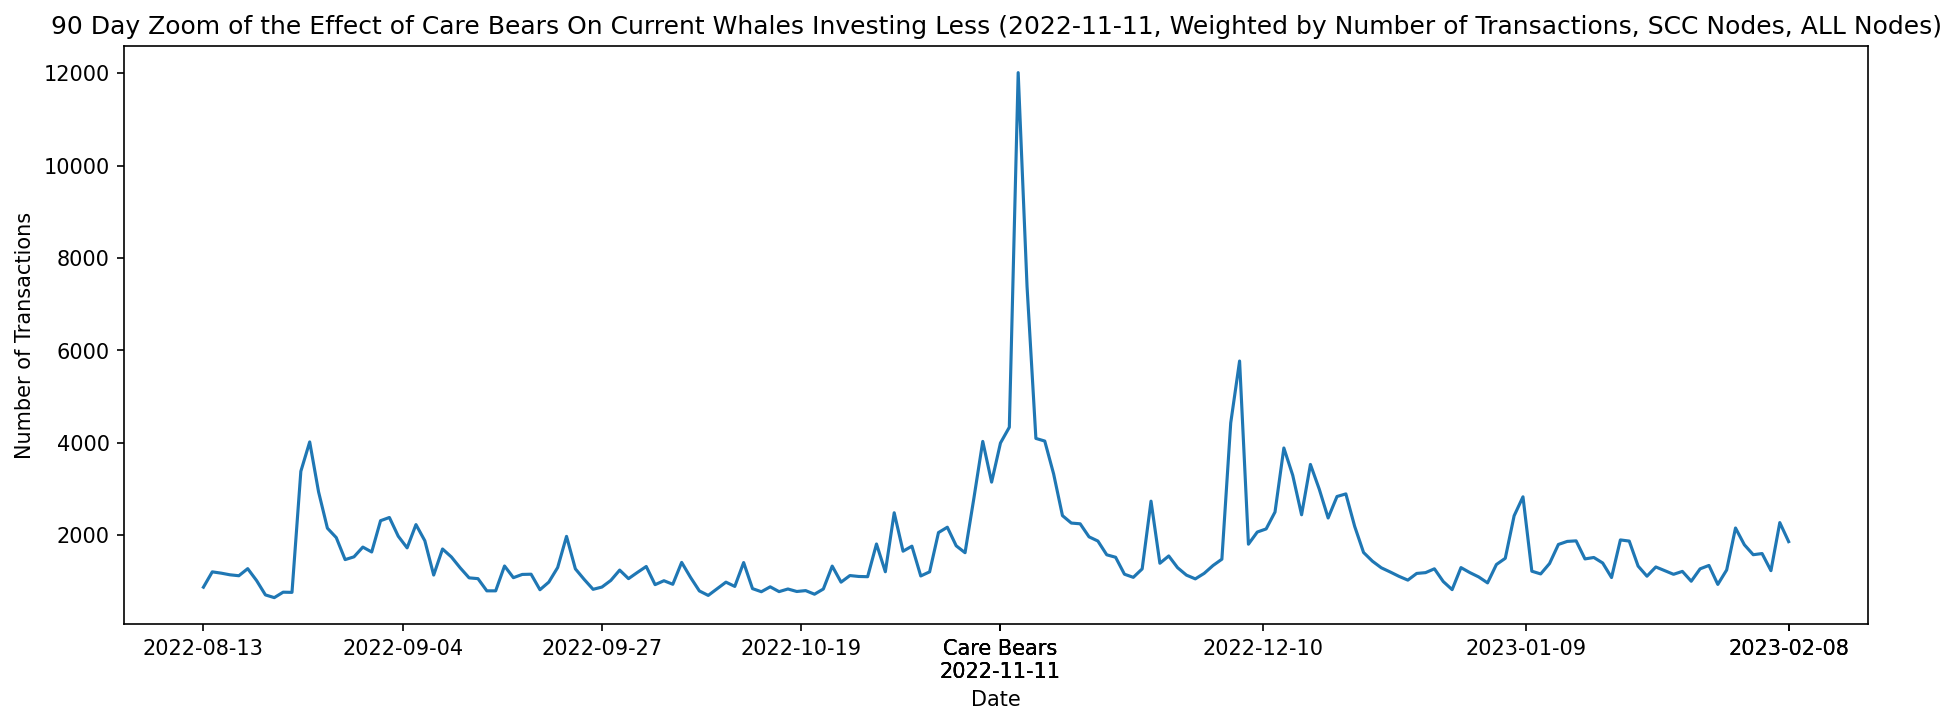 90 Day Zoom of the Effect of Care Bears On Current Whales Investing Less (2022-11-11, Weighted by Number of Transactions, SCC Nodes, ALL Nodes)
12000
10000
8000
6000
4000
2000
Number of Transactions
2022-08-13 2022-09-04 2022-09-27 2022-10-19 Care Bears 2022-12-10 2023-01-09 2023-02-08
2022-11-11
Date